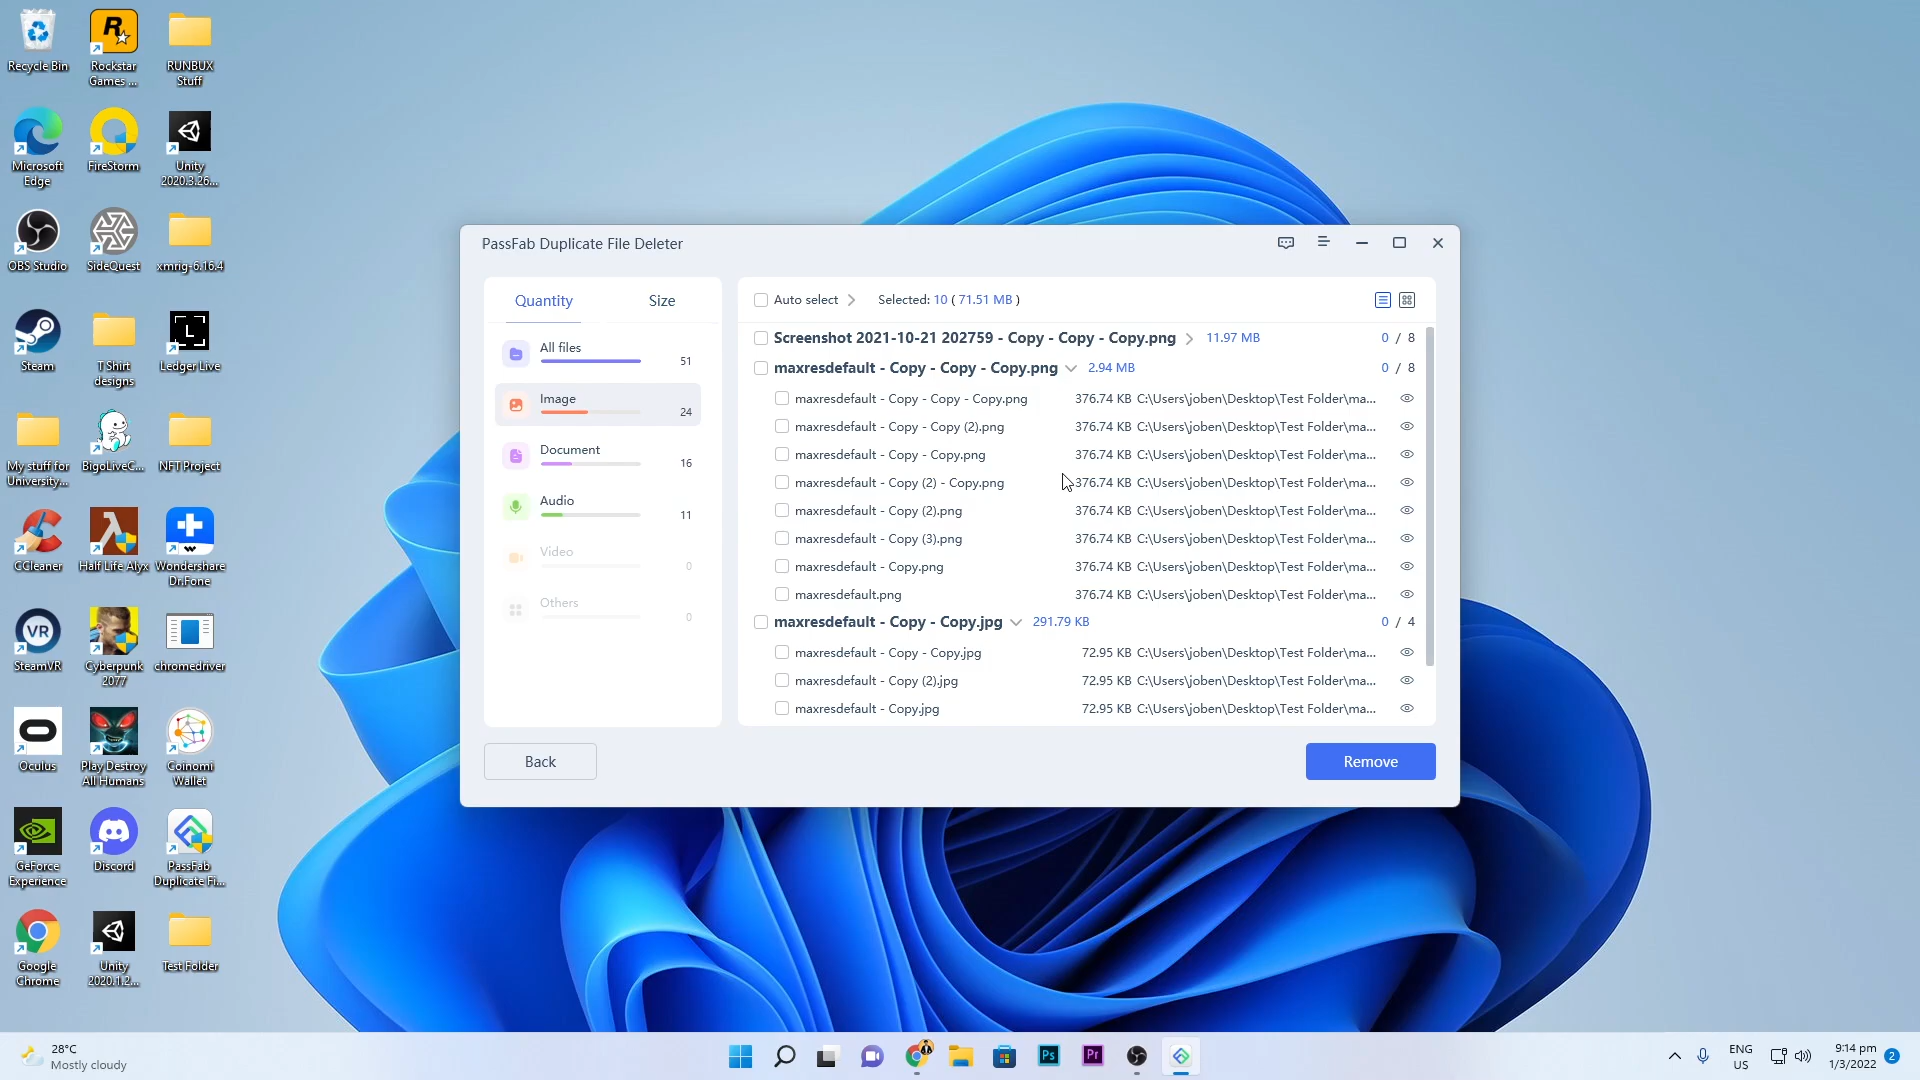 Recycle Bin
Rockstar
Games ...
RUNBUX
Stuff
Microsoft
Edge
FireStorm
Unity
2020.3.26...
OBS Studio
SideQuest
xmrig-6.16.4
Steam
T Shirt
designs
Ledger Live
My stuff for
University...
BigoLiveC...
NFT Project
CCleaner
Half Life Alyx
Wondershare
Dr.Fone
SteamVR
Cyberpunk
2077
chromedriver
Oculus
Play Destroy
All Humans
Coinomi
Wallet
GeForce
Experience
Discord
PassFab
Duplicate Fi...
Google
Chrome
Unity
2020.1.2...
Test Folder
PassFab Duplicate File Deleter
Quantity
Size
All files
51
Image
24
Document
16
Audio
11
Video
0
Others
0
Auto select
Selected: 10 ( 71.51 MB )
Screenshot 2021-10-21 202759 - Copy - Copy - Copy.png 11.97 MB 0 / 8
maxresdefault - Copy - Copy - Copy.png 2.94 MB 0 / 8
maxresdefault - Copy - Copy - Copy.png 376.74 KB C:\Users\joben\Desktop\Test Folder\ma...
maxresdefault - Copy - Copy (2).png 376.74 KB C:\Users\joben\Desktop\Test Folder\ma...
maxresdefault - Copy - Copy.png 376.74 KB C:\Users\joben\Desktop\Test Folder\ma...
maxresdefault - Copy (2) - Copy.png 376.74 KB C:\Users\joben\Desktop\Test Folder\ma...
maxresdefault - Copy (2).png 376.74 KB C:\Users\joben\Desktop\Test Folder\ma...
maxresdefault - Copy (3).png 376.74 KB C:\Users\joben\Desktop\Test Folder\ma...
maxresdefault - Copy.png 376.74 KB C:\Users\joben\Desktop\Test Folder\ma...
maxresdefault.png 376.74 KB C:\Users\joben\Desktop\Test Folder\ma...
maxresdefault - Copy - Copy.jpg 291.79 KB 0 / 4
maxresdefault - Copy - Copy.jpg 72.95 KB C:\Users\joben\Desktop\Test Folder\ma...
maxresdefault - Copy (2).jpg 72.95 KB C:\Users\joben\Desktop\Test Folder\ma...
maxresdefault - Copy.jpg 72.95 KB C:\Users\joben\Desktop\Test Folder\ma...
Back
Remove
28°C
Mostly cloudy
Ps
Pr
ENG
US
9:14 pm
1/3/2022
2